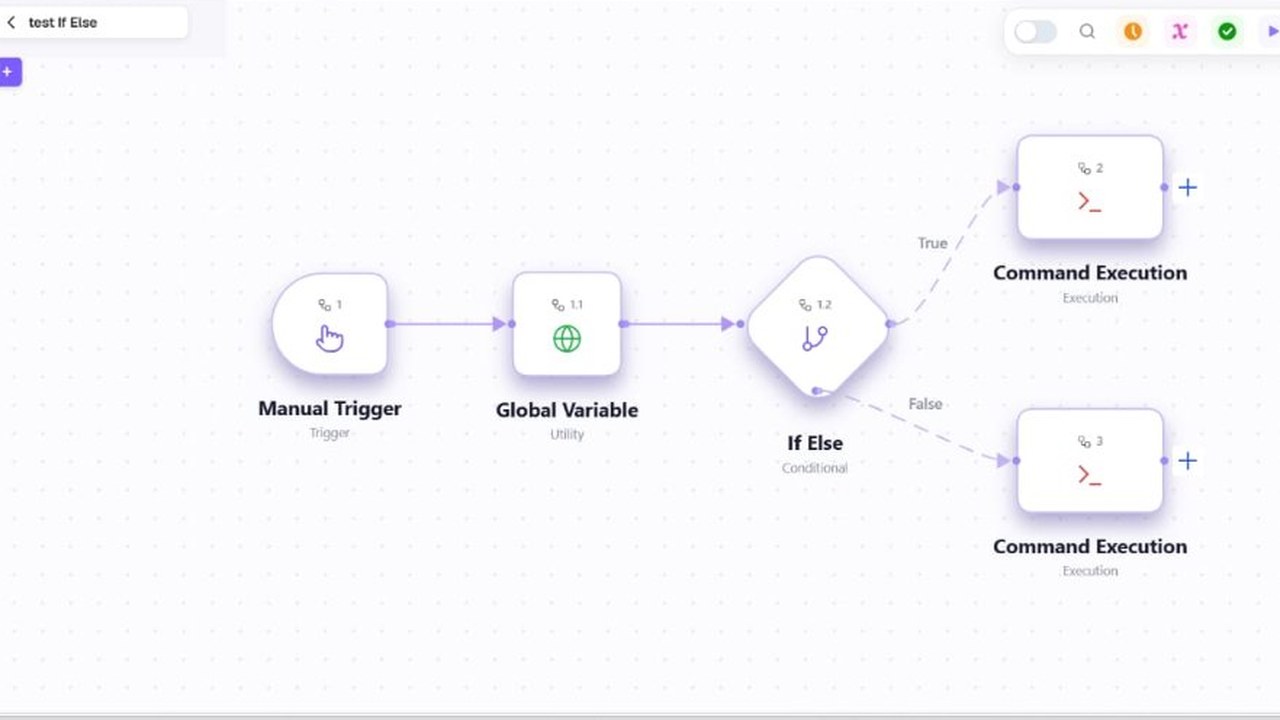 test If Else
1
Manual Trigger
Trigger
1.1
Global Variable
Utility
1.2
If Else
Conditional
True
False
2
Command Execution
Execution
3
Command Execution
Execution